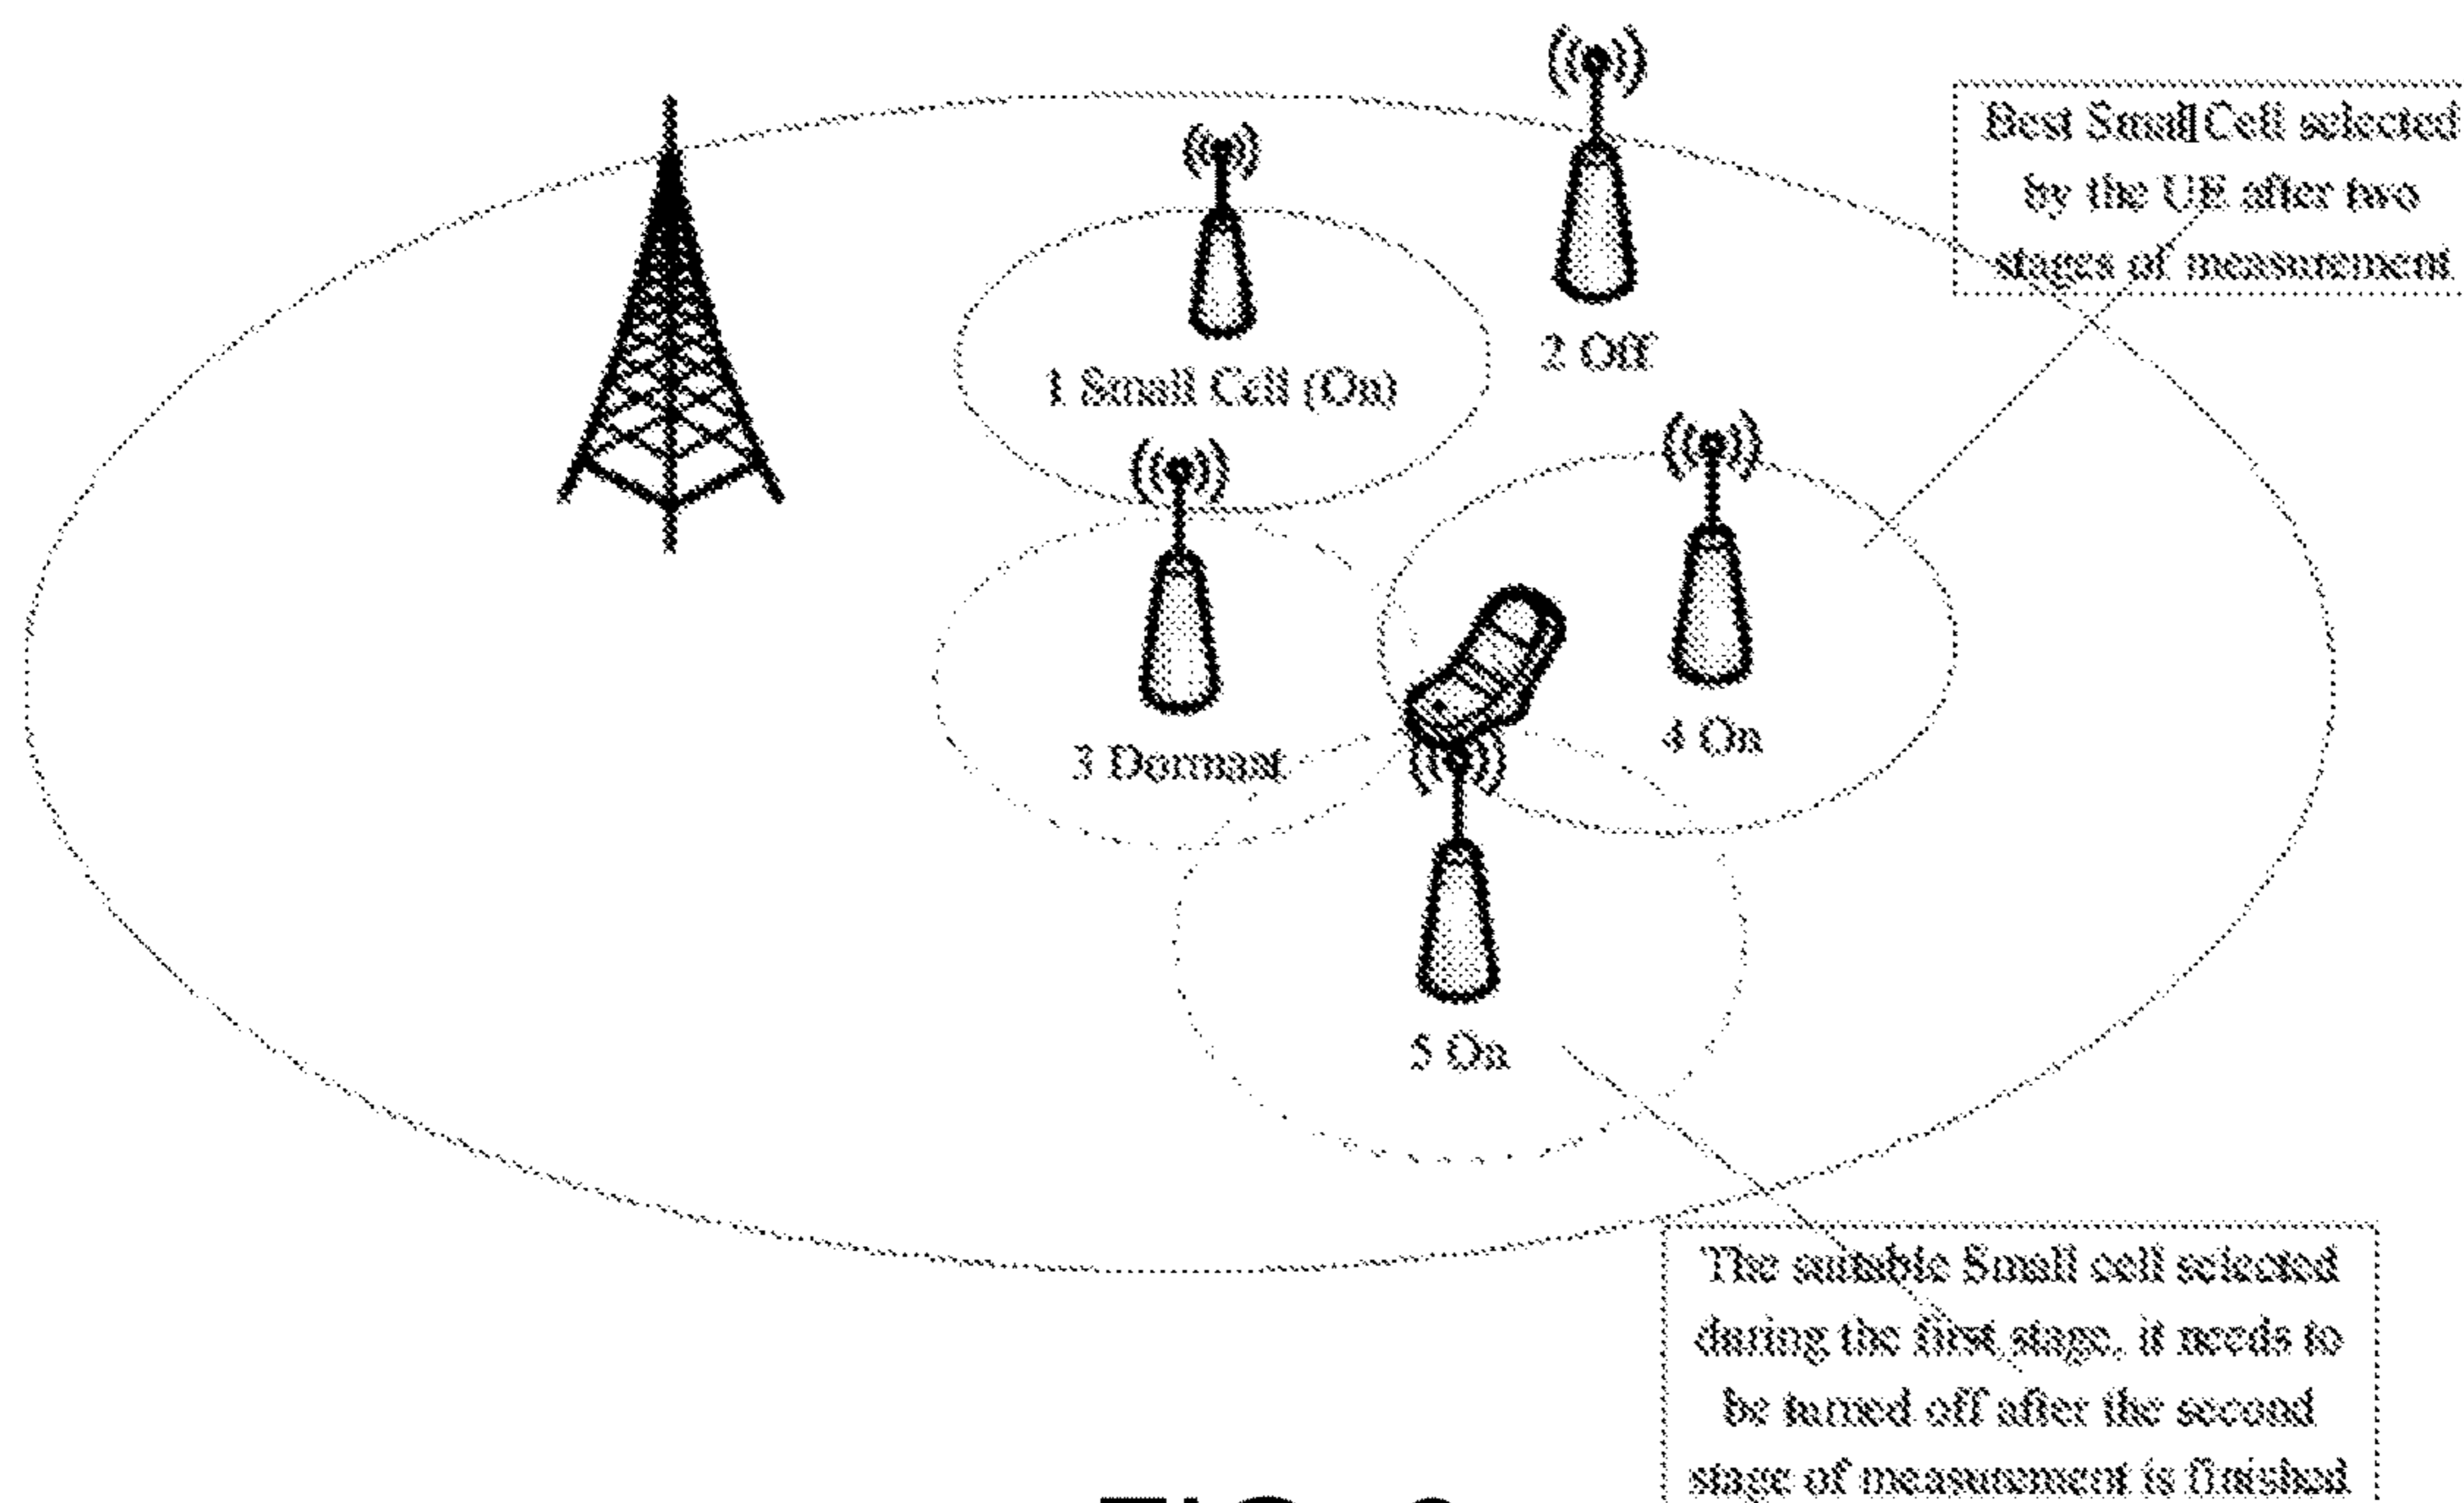 Best Small Cell selected
by the UE after two
stages of measurement
1 Small Cell (On)
2 Off
3 Dormant
4 On
5 On
The suitable Small cell selected
during the first stage, it needs to
be turned off after the second
stage of measurement is finished